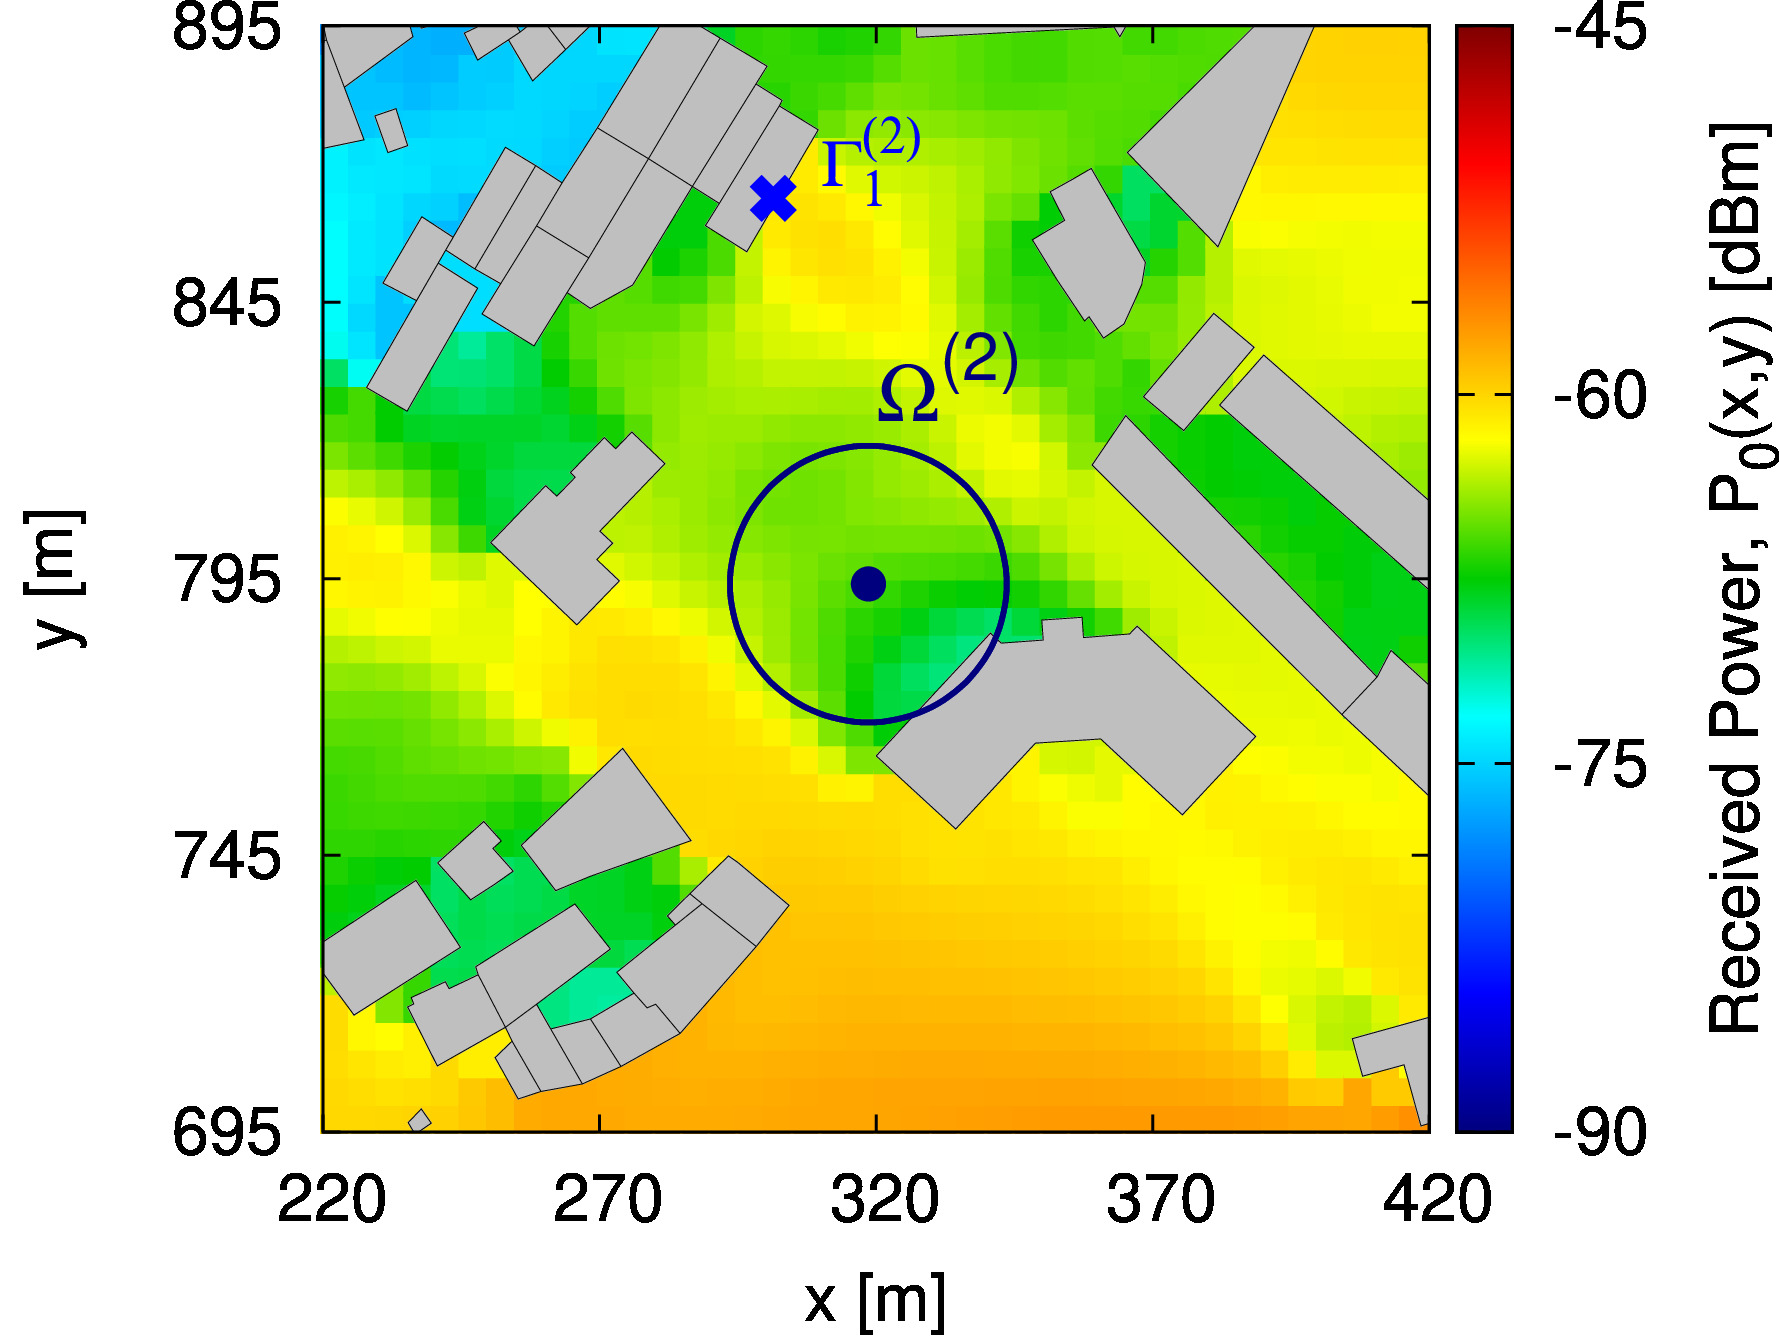 895
845
795
745
695
y [m]
220 270 320 370 420
x [m]
Γ₁⁽²⁾
Ω⁽²⁾
-45
-60
-75
-90
Received Power, P₀(x,y) [dBm]